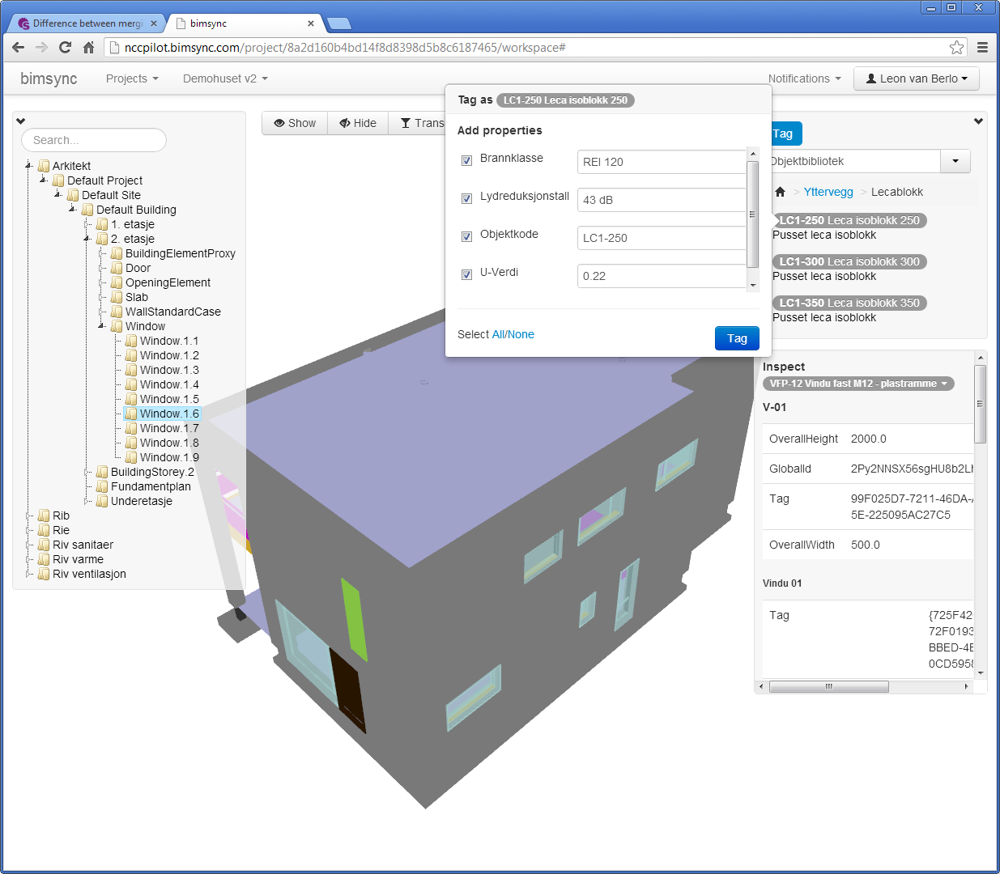 Difference between mergi
bimsync
nccpilot.bimsync.com/project/8a2d160b4bd14f8d8398d5b8c6187465/workspace#
bimsync
Projects
Demohuset v2
Notifications
Leon van Berlo
Search...
Arkitekt
Default Project
Default Site
Default Building
1. etasje
2. etasje
BuildingElementProxy
Door
OpeningElement
Slab
WallStandardCase
Window
Window.1.1
Window.1.2
Window.1.3
Window.1.4
Window.1.5
Window.1.6
Window.1.7
Window.1.8
Window.1.9
BuildingStorey.2
Fundamentplan
Underetasje
Rib
Rie
Riv sanitaer
Riv varme
Riv ventilasjon
Show
Hide
Trans
Tag as LC1-250 Leca isoblokk 250
Add properties
Brannklasse REI 120
Lydreduksjonstall 43 dB
Objektkode LC1-250
U-Verdi 0.22
Select All/None
Tag
Tag
Objektbibliotek
> Yttervegg > Lecablokk
LC1-250 Leca isoblokk 250
Pusset leca isoblokk
LC1-300 Leca isoblokk 300
Pusset leca isoblokk
LC1-350 Leca isoblokk 350
Pusset leca isoblokk
Inspect
VFP-12 Vindu fast M12 - plastramme
V-01
OverallHeight 2000.0
GlobalId 2Py2NNSX56sgHU8b2L
Tag 99F025D7-7211-46DA-
5E-225095AC27C5
OverallWidth 500.0
Vindu 01
Tag {725F42
72F0193
BBED-4E
0CD5958